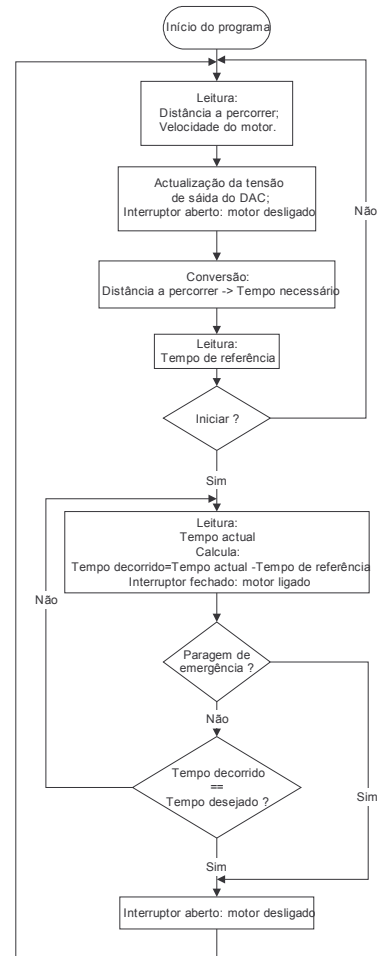 Início do programa
Leitura:
Distância a percorrer;
Velocidade do motor.
Actualização da tensão
de sáida do DAC;
Interruptor aberto: motor desligado
Não
Conversão:
Distância a percorrer -> Tempo necessário
Leitura:
Tempo de referência
Iniciar ?
Sim
Leitura:
Tempo actual
Calcula:
Tempo decorrido=Tempo actual -Tempo de referência
Interruptor fechado: motor ligado
Não
Paragem de
emergência ?
Não
Tempo decorrido
==
Tempo desejado ?
Sim
Sim
Interruptor aberto: motor desligado